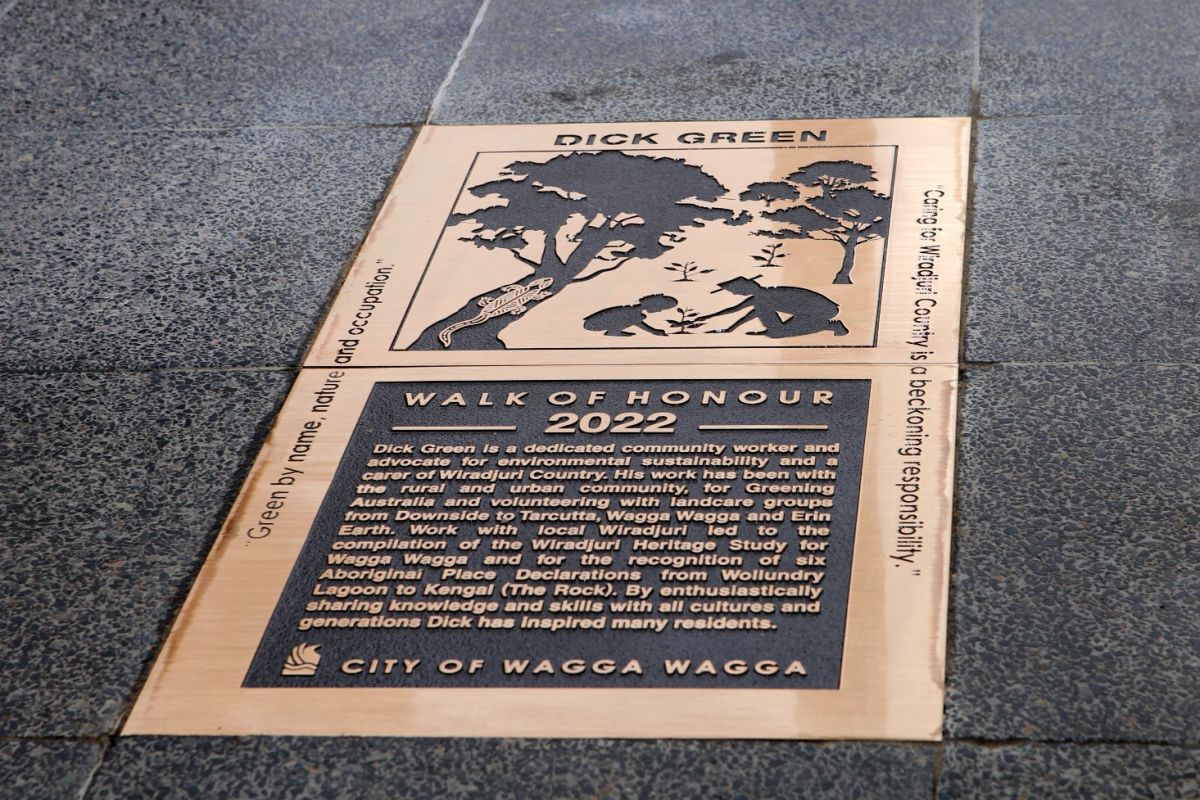 DICK GREEN
"Green by name, nature and occupation."
"Caring for Wiradjuri Country is a beckoning responsibility."
WALK OF HONOUR
2022
Dick Green is a dedicated community worker and
advocate for environmental sustainability and a
carer of Wiradjuri Country. His work has been with
the rural and urban community, for Greening
Australia and volunteering with landcare groups
from Downside to Tarcutta, Wagga Wagga and Erin
Earth. Work with local Wiradjuri led to the
compilation of the Wiradjuri Heritage Study for
Wagga Wagga and for the recognition of six
Aboriginal Place Declarations from Wollundry
Lagoon to Kengal (The Rock). By enthusiastically
sharing knowledge and skills with all cultures and
generations Dick has inspired many residents.
CITY OF WAGGA WAGGA